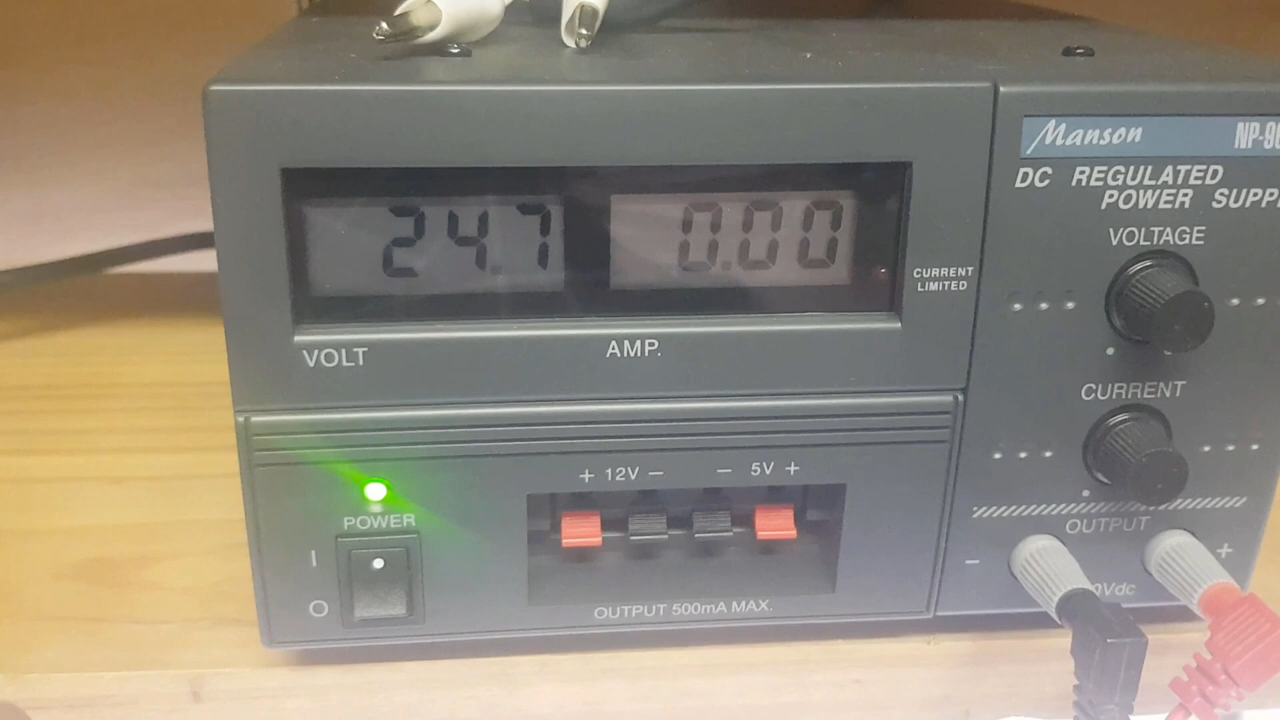 Manson NP-9
DC REGULATED
POWER SUPP
24.7 0.00
VOLTAGE
CURRENT
LIMITED
VOLT AMP.
CURRENT
+ 12V − − 5V +
POWER
OUTPUT
− +
I
O
0Vdc
OUTPUT 500mA MAX.